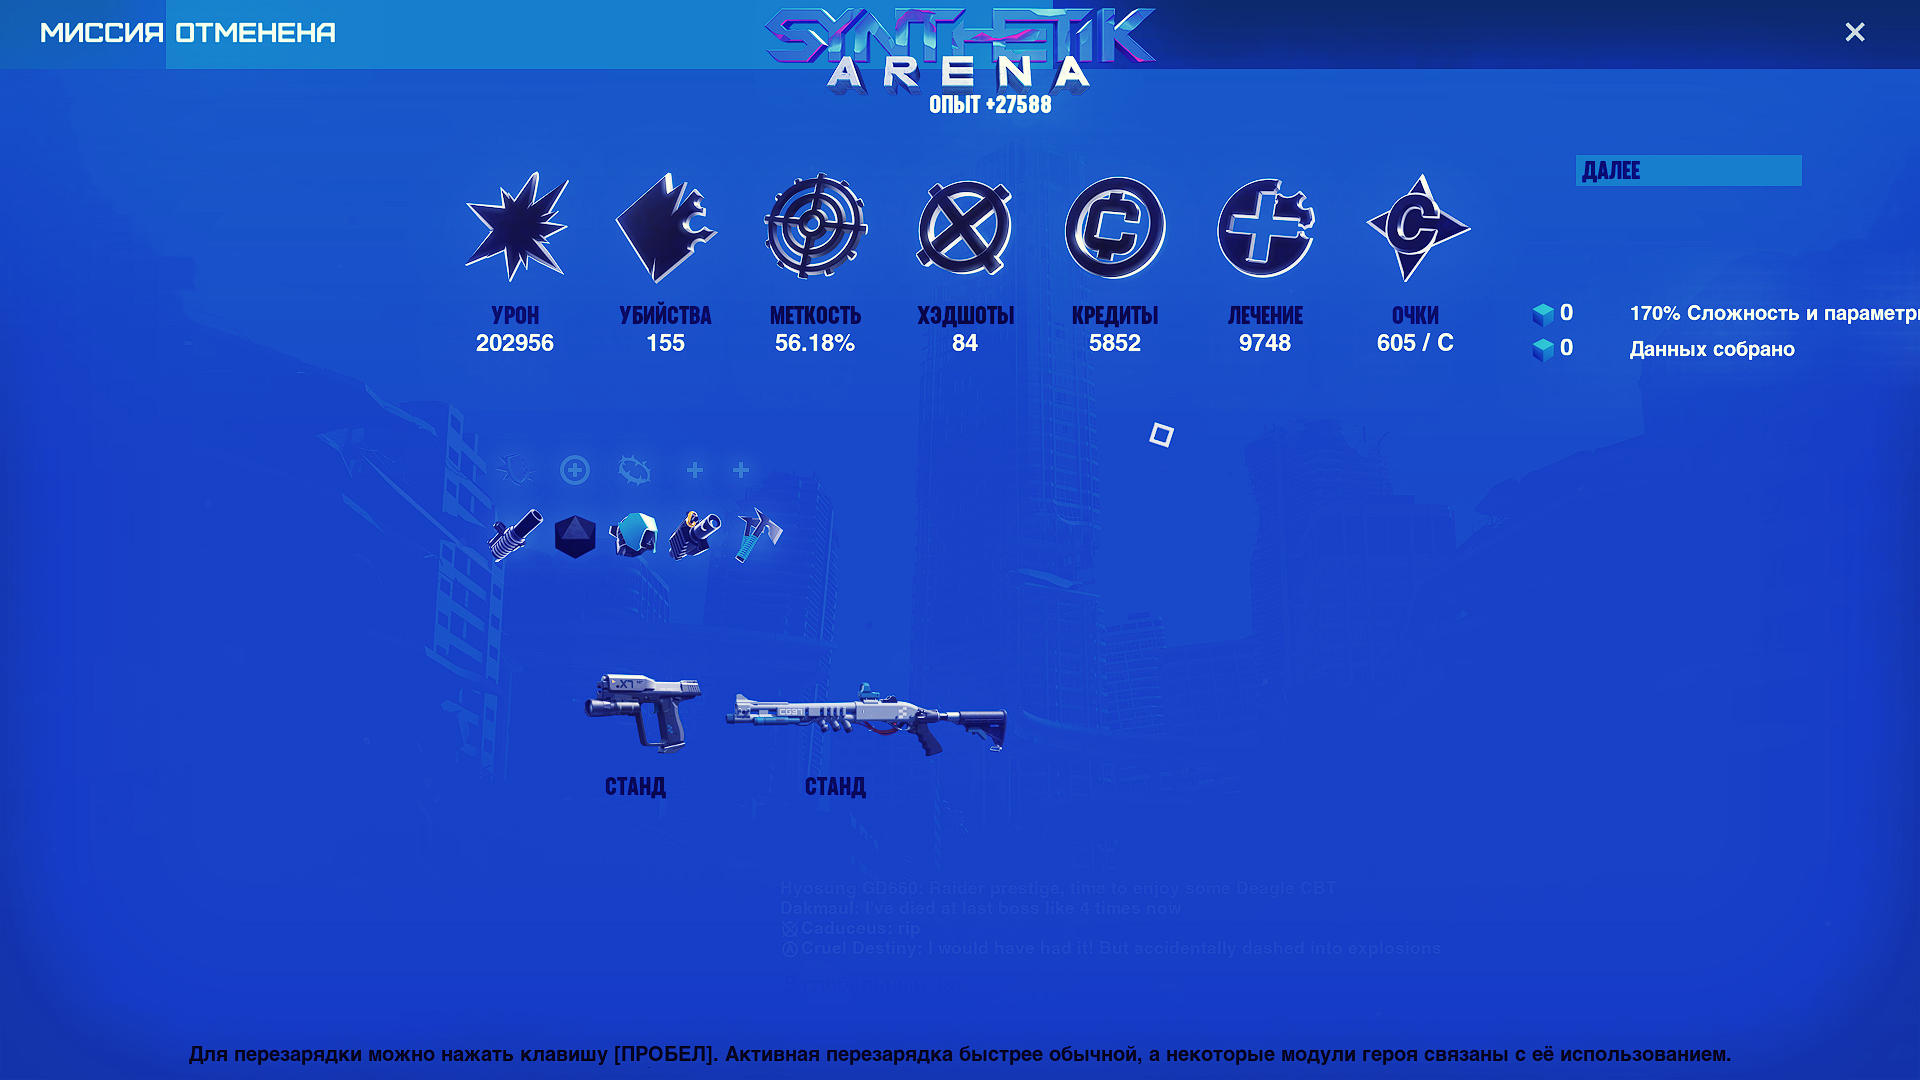 МИССИЯ ОТМЕНЕНА
SYNTHETIK
ARENA
ОПЫТ +27588
ДАЛЕЕ
УРОН
202956
УБИЙСТВА
155
МЕТКОСТЬ
56.18%
ХЭДШОТЫ
84
КРЕДИТЫ
5852
ЛЕЧЕНИЕ
9748
ОЧКИ
605 / C
0 170% Сложность и параметры
0 Данных собрано
СТАНД
СТАНД
Hyosung GD650: Raider prestige, time to enjoy some Deagle CBT
Dakmaul: I've died at last boss like 4 times now
Caduceus: rip
Cruel Destiny: I would have had it! But accidentally dashed into explosions
Для перезарядки можно нажать клавишу [ПРОБЕЛ]. Активная перезарядка быстрее обычной, а некоторые модули героя связаны с её использованием.